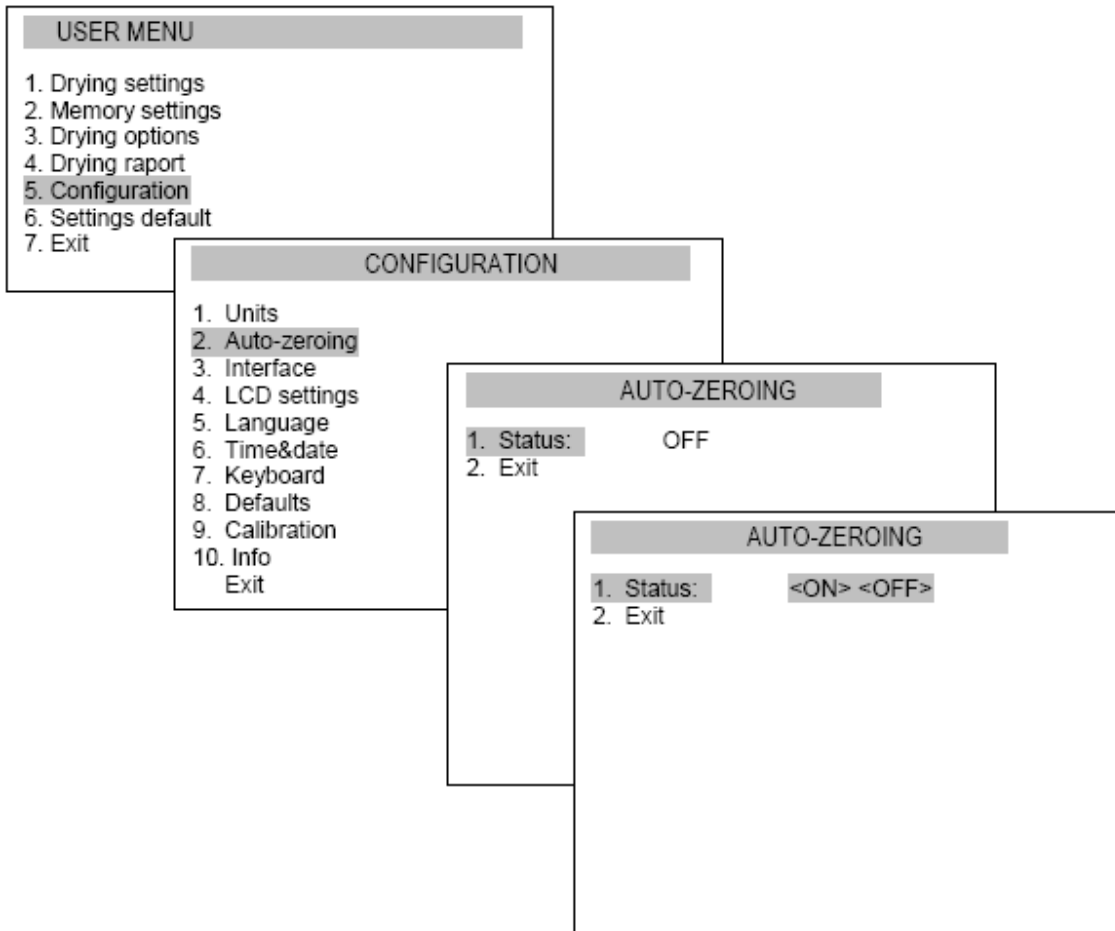 USER MENU
1. Drying settings
2. Memory settings
3. Drying options
4. Drying raport
5. Configuration
6. Settings default
7. Exit
CONFIGURATION
1. Units
2. Auto-zeroing
3. Interface
4. LCD settings
5. Language
6. Time&date
7. Keyboard
8. Defaults
9. Calibration
10. Info
Exit
AUTO-ZEROING
1. Status: OFF
2. Exit
AUTO-ZEROING
1. Status: <ON> <OFF>
2. Exit